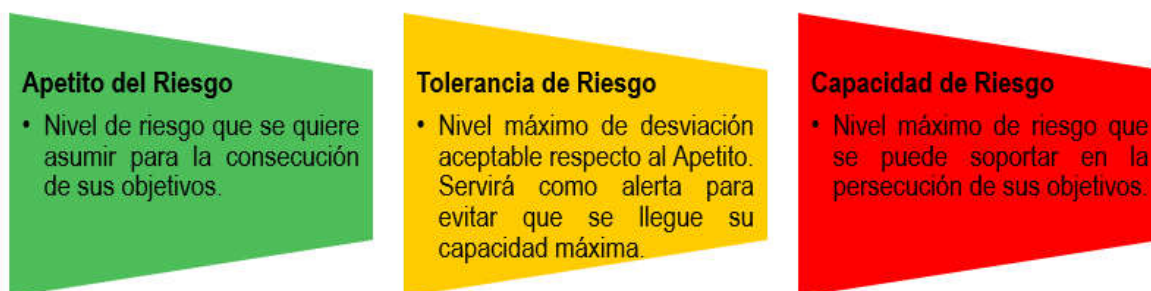 Apetito del Riesgo
• Nivel de riesgo que se quiere
asumir para la consecución
de sus objetivos.
Tolerancia de Riesgo
• Nivel máximo de desviación
aceptable respecto al Apetito.
Servirá como alerta para
evitar que se llegue su
capacidad máxima.
Capacidad de Riesgo
• Nivel máximo de riesgo que
se puede soportar en la
persecución de sus objetivos.